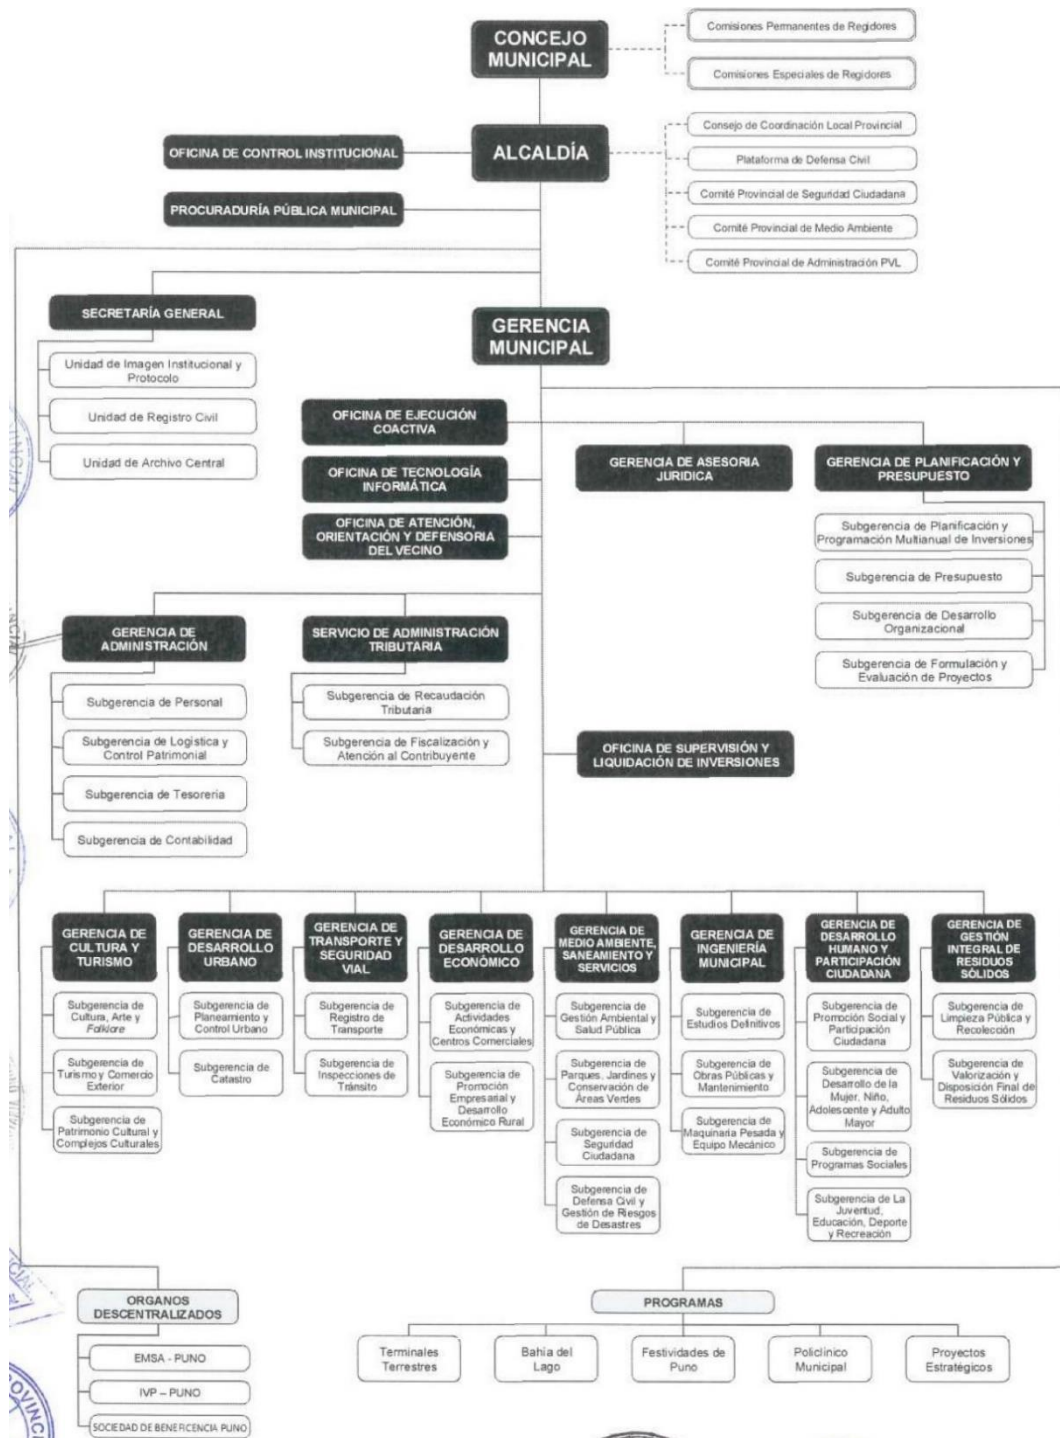 CONCEJO
MUNICIPAL
Comisiones Permanentes de Regidores
Comisiones Especiales de Regidores
ALCALDÍA
Consejo de Coordinación Local Provincial
Plataforma de Defensa Civil
Comité Provincial de Seguridad Ciudadana
Comité Provincial de Medio Ambiente
Comité Provincial de Administración PVL
OFICINA DE CONTROL INSTITUCIONAL
PROCURADURÍA PÚBLICA MUNICIPAL
SECRETARÍA GENERAL
Unidad de Imagen Institucional y
Protocolo
Unidad de Registro Civil
Unidad de Archivo Central
GERENCIA
MUNICIPAL
OFICINA DE EJECUCIÓN
COACTIVA
OFICINA DE TECNOLOGÍA
INFORMÁTICA
OFICINA DE ATENCIÓN,
ORIENTACIÓN Y DEFENSORIA
DEL VECINO
GERENCIA DE ASESORIA
JURIDICA
GERENCIA DE PLANIFICACIÓN Y
PRESUPUESTO
Subgerencia de Planificación y
Programación Multianual de Inversiones
Subgerencia de Presupuesto
Subgerencia de Desarrollo
Organizacional
Subgerencia de Formulación y
Evaluación de Proyectos
GERENCIA DE
ADMINISTRACIÓN
Subgerencia de Personal
Subgerencia de Logística y
Control Patrimonial
Subgerencia de Tesoreria
Subgerencia de Contabilidad
SERVICIO DE ADMINISTRACIÓN
TRIBUTARIA
Subgerencia de Recaudación
Tributaria
Subgerencia de Fiscalización y
Atención al Contribuyente
OFICINA DE SUPERVISIÓN Y
LIQUIDACIÓN DE INVERSIONES
GERENCIA DE
CULTURA Y
TURISMO
Subgerencia de
Cultura, Arte y
Folklore
Subgerencia de
Turismo y Comercio
Exterior
Subgerencia de
Patrimonio Cultural y
Complejos Culturales
GERENCIA DE
DESARROLLO
URBANO
Subgerencia de
Planeamiento y
Control Urbano
Subgerencia de
Catastro
GERENCIA DE
TRANSPORTE Y
SEGURIDAD
VIAL
Subgerencia de
Registro de
Transporte
Subgerencia de
Inspecciones de
Tránsito
GERENCIA DE
DESARROLLO
ECONÓMICO
Subgerencia de
Actividades
Económicas y
Centros Comerciales
Subgerencia de
Promoción
Empresarial y
Desarrollo
Económico Rural
GERENCIA DE
MEDIO AMBIENTE,
SANEAMIENTO Y
SERVICIOS
Subgerencia de
Gestión Ambiental y
Salud Pública
Subgerencia de
Parques, Jardines y
Conservación de
Áreas Verdes
Subgerencia de
Seguridad
Ciudadana
Subgerencia de
Defensa Civil y
Gestión de Riesgos
de Desastres
GERENCIA DE
INGENIERÍA
MUNICIPAL
Subgerencia de
Estudios Definitivos
Subgerencia de
Obras Públicas y
Mantenimiento
Subgerencia de
Maquinaria Pesada y
Equipo Mecánico
GERENCIA DE
DESARROLLO
HUMANO Y
PARTICIPACIÓN
CIUDADANA
Subgerencia de
Promoción Social y
Participación
Ciudadana
Subgerencia de
Desarrollo de la
Mujer, Niño,
Adolescente y Adulto
Mayor
Subgerencia de
Programas Sociales
Subgerencia de La
Juventud,
Educación, Deporte
y Recreación
GERENCIA DE
GESTIÓN
INTEGRAL DE
RESIDUOS
SÓLIDOS
Subgerencia de
Limpieza Pública y
Recolección
Subgerencia de
Valorización y
Disposición Final de
Residuos Sólidos
ORGANOS
DESCENTRALIZADOS
EMSA - PUNO
IVP – PUNO
SOCIEDAD DE BENEFICENCIA PUNO
PROGRAMAS
Terminales
Terrestres
Bahía del
Lago
Festividades de
Puno
Policlínico
Municipal
Proyectos
Estratégicos